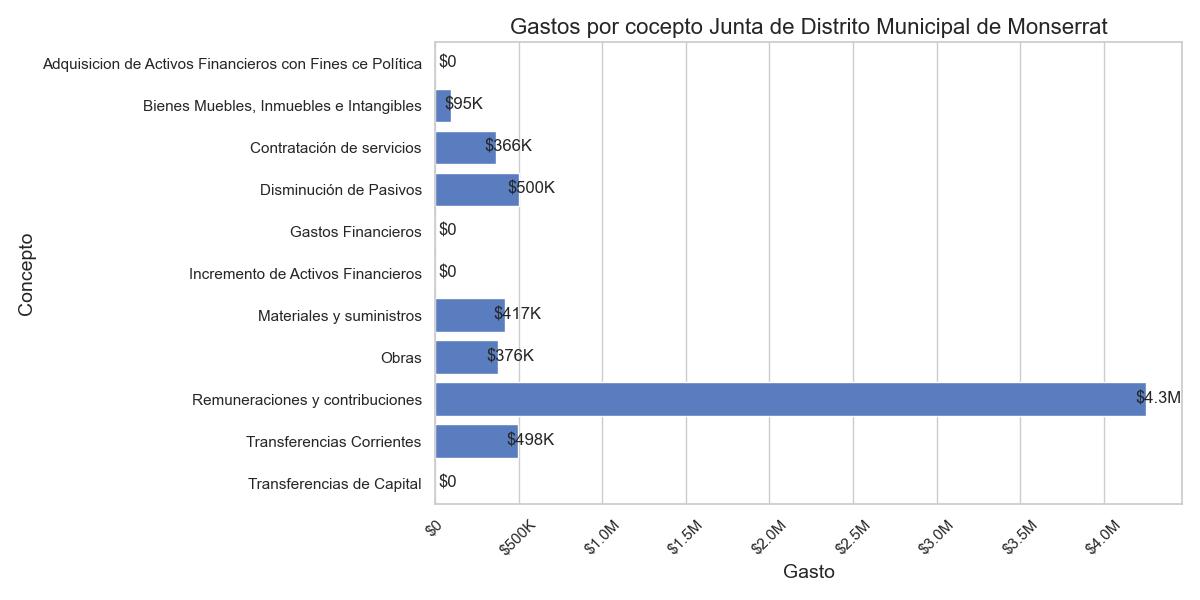 Gastos por cocepto Junta de Distrito Municipal de Monserrat
Concepto
Adquisicion de Activos Financieros con Fines ce Política $0
Bienes Muebles, Inmuebles e Intangibles $95K
Contratación de servicios $366K
Disminución de Pasivos $500K
Gastos Financieros $0
Incremento de Activos Financieros $0
Materiales y suministros $417K
Obras $376K
Remuneraciones y contribuciones $4.3M
Transferencias Corrientes $498K
Transferencias de Capital $0
$0 $500K $1.0M $1.5M $2.0M $2.5M $3.0M $3.5M $4.0M
Gasto